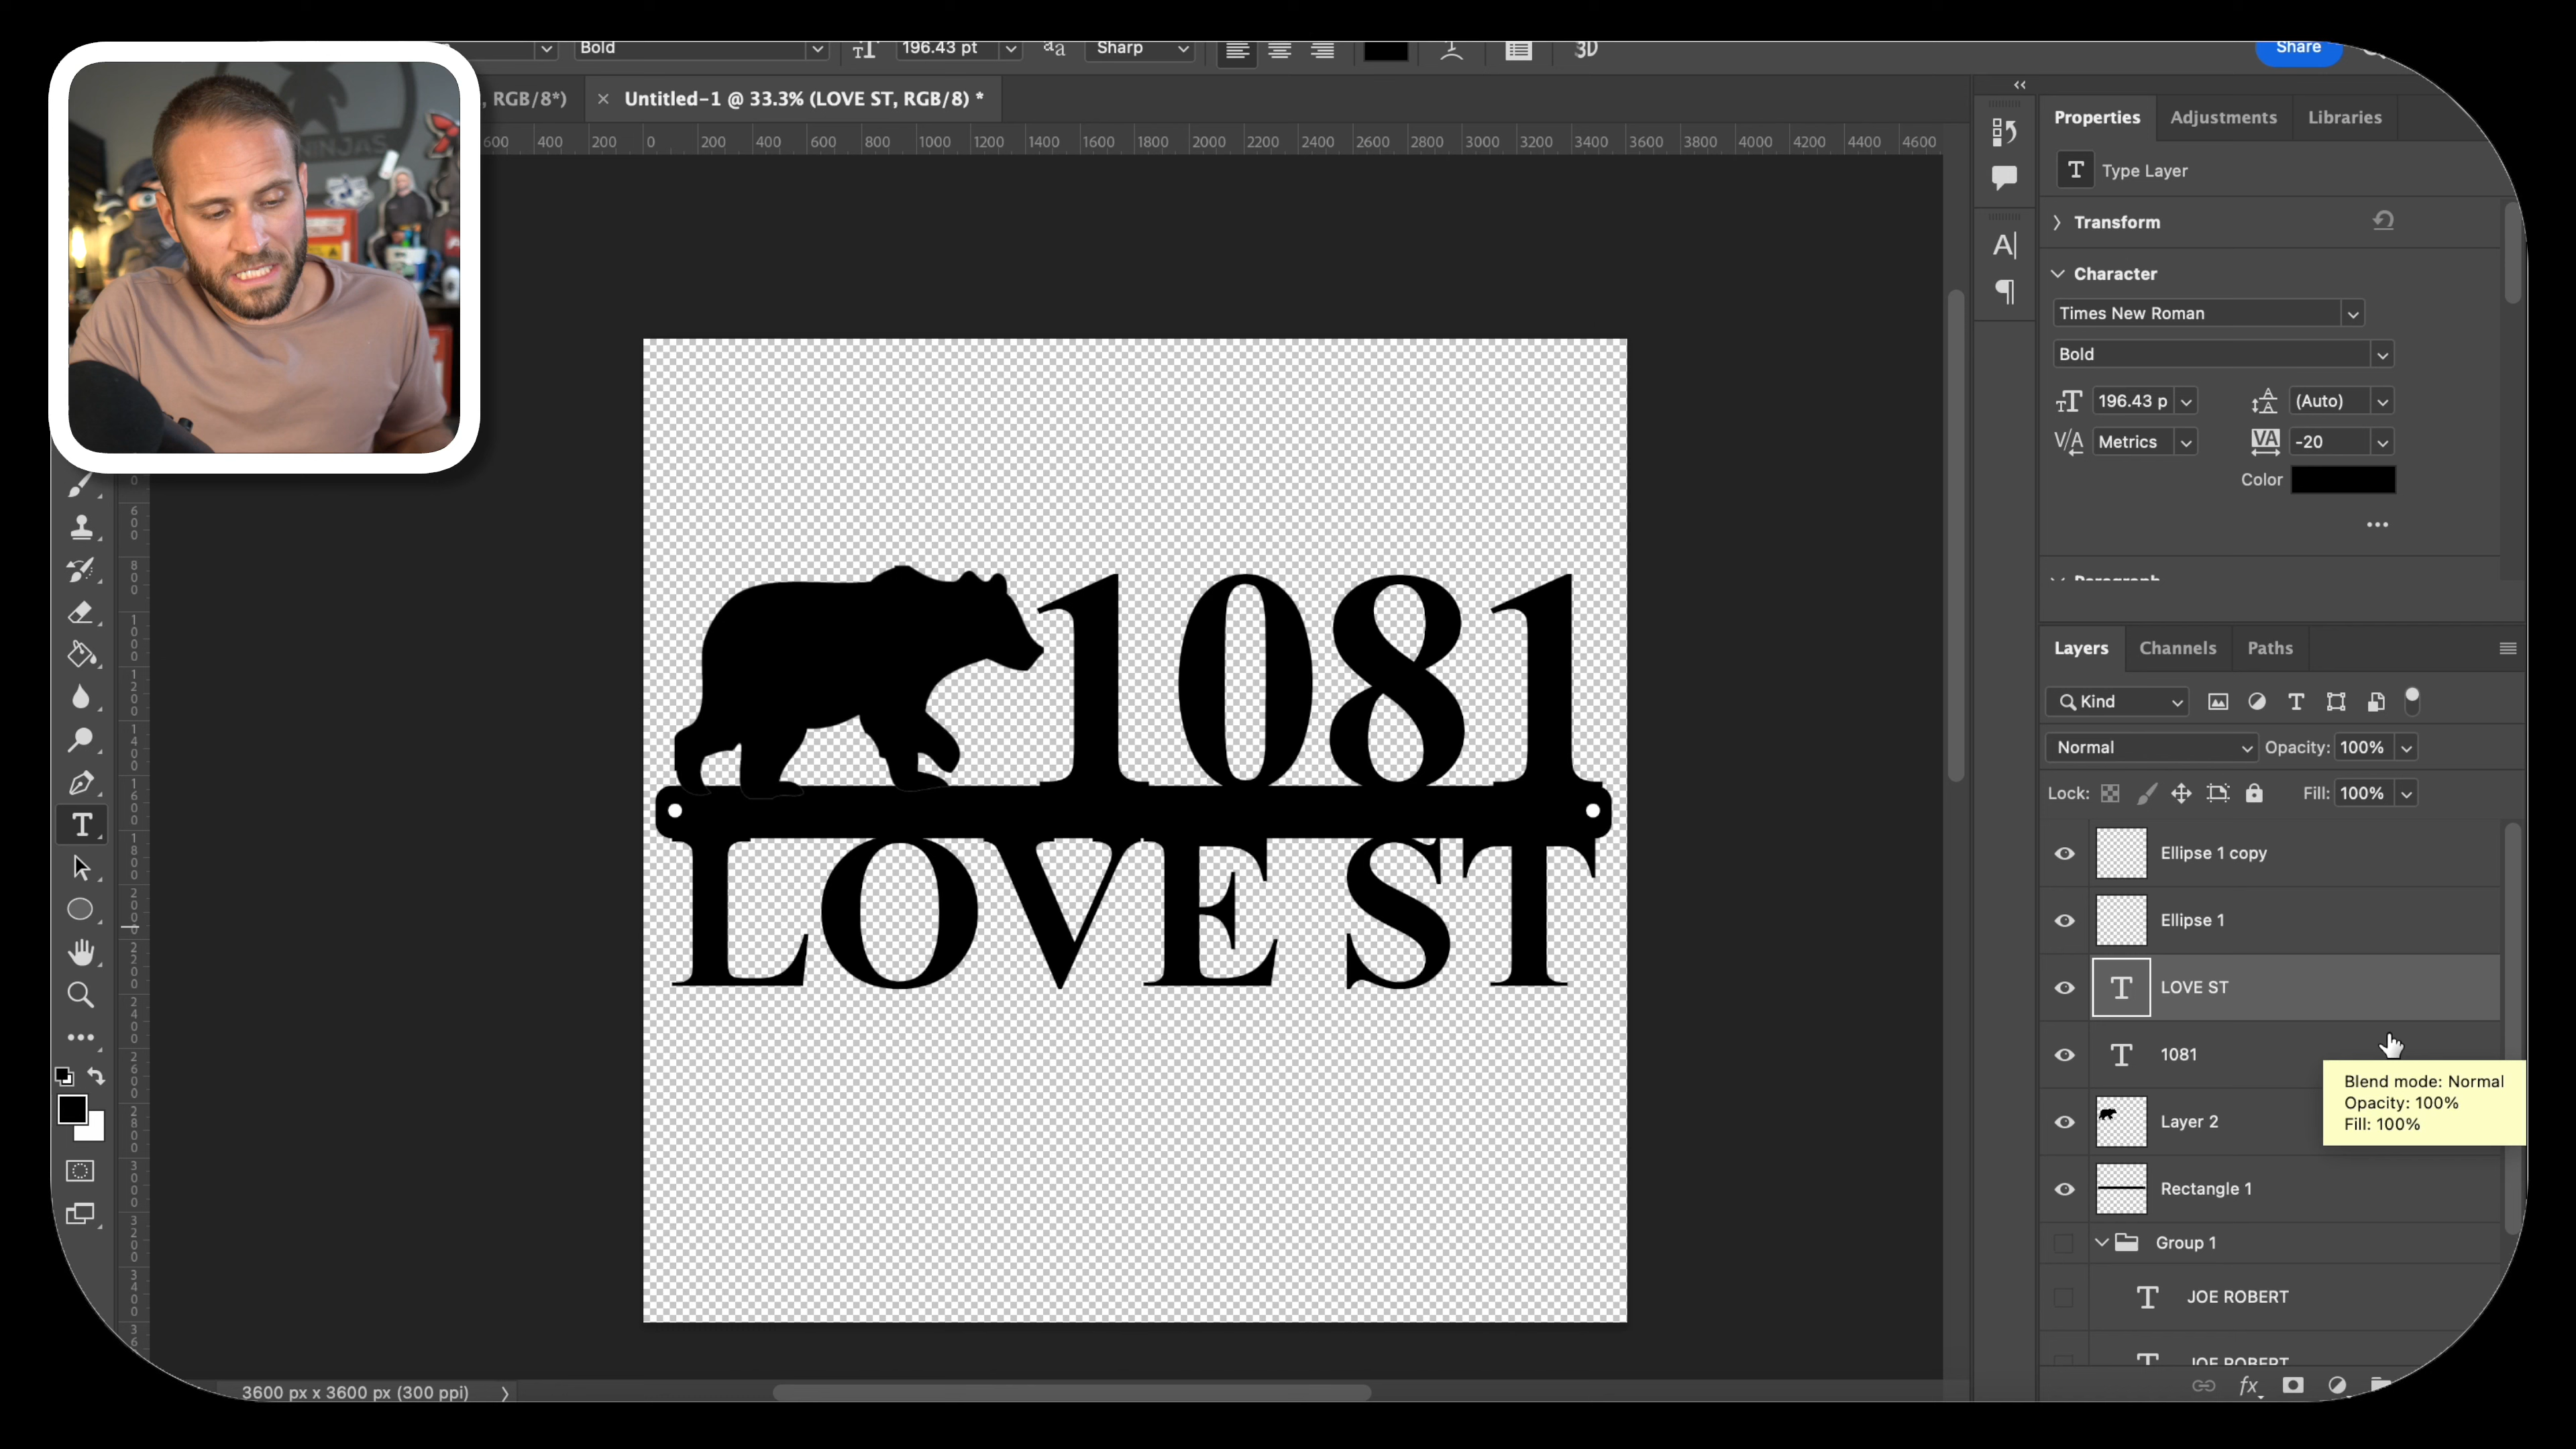 Bold
196.43 pt
Sharp
3D
Share
, RGB/8*)
× Untitled-1 @ 33.3% (LOVE ST, RGB/8) *
NINJAS
600 400 200 0 200 400 600 800 1000 1200 1400 1600 1800 2000 2200 2400 2600 2800 3000 3200 3400 3600 3800 4000 4200 4400 4600
Properties
Adjustments
Libraries
T Type Layer
Transform
Character
Times New Roman
Bold
196.43 p
(Auto)
Metrics
-20
Color
Paragraph
1081
LOVE ST
Layers
Channels
Paths
Kind
Normal
Opacity: 100%
Lock:
Fill: 100%
Ellipse 1 copy
Ellipse 1
T LOVE ST
T 1081
Blend mode: Normal
Opacity: 100%
Fill: 100%
Layer 2
Rectangle 1
Group 1
T JOE ROBERT
T JOE ROBERT
fx
3600 px x 3600 px (300 ppi)